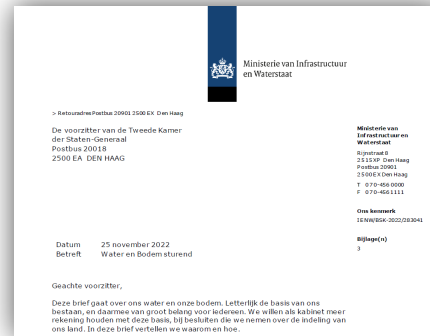 Ministerie van Infrastructuur
en Waterstaat
> Retouradres Postbus 20901 2500 EX Den Haag
De voorzitter van de Tweede Kamer
der Staten-Generaal
Postbus 20018
2500 EA DEN HAAG
Ministerie van
Infrastructuur en
Waterstaat
Rijnstraat 8
2515 XP Den Haag
Postbus 20901
2500 EX Den Haag
T 070-456 0000
F 070-456 1111
Ons kenmerk
IENW/BSK-2022/283041
Bijlage(n)
3
Datum 25 november 2022
Betreft Water en Bodem sturend
Geachte voorzitter,
Deze brief gaat over ons water en onze bodem. Letterlijk de basis van ons
bestaan, en daarmee van groot belang voor iedereen. We willen als kabinet meer
rekening houden met deze basis, bij besluiten die we nemen over de indeling van
ons land. In deze brief vertellen we waarom en hoe.